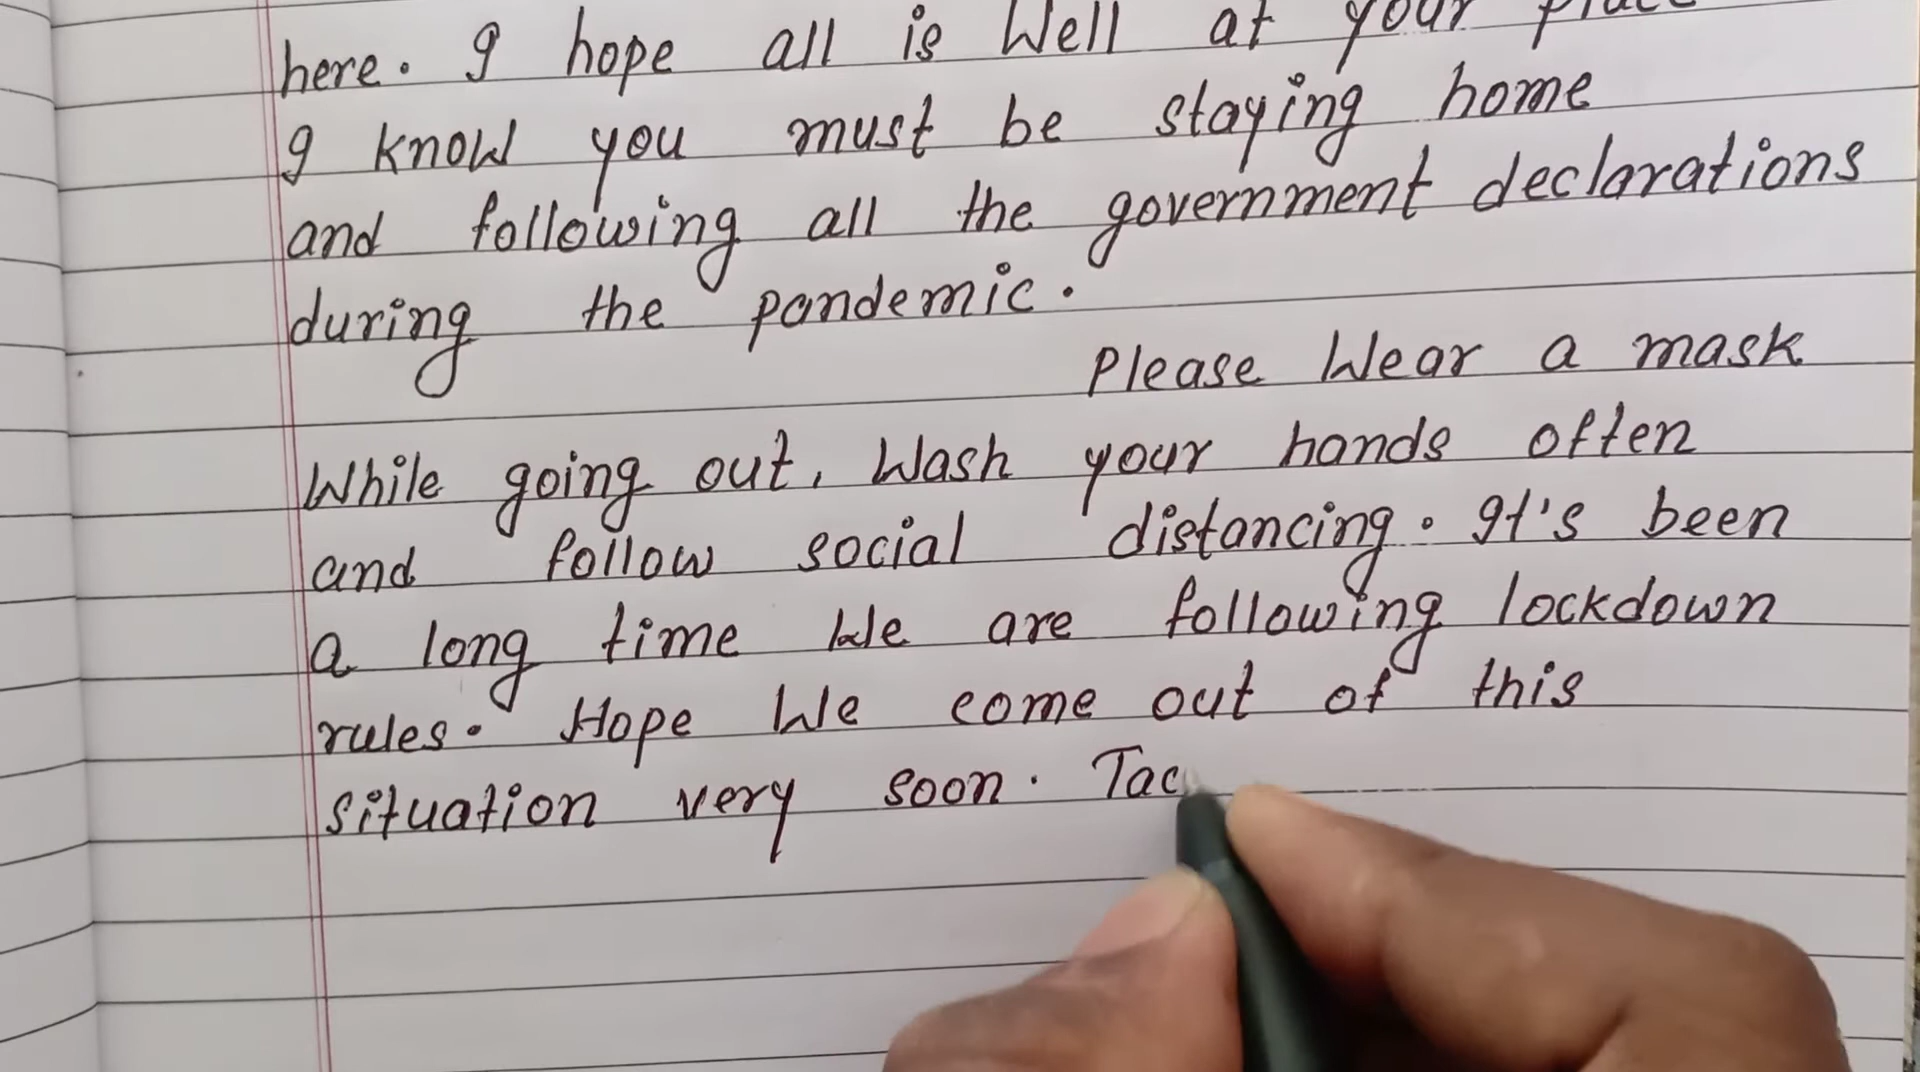 here. I hope all is well at your place
I know you must be staying home
and following all the government declarations
during the pandemic.
Please wear a mask
while going out, wash your hands often
and follow social distancing. It's been
a long time we are following lockdown
rules. Hope we come out of this
situation very soon. Tac